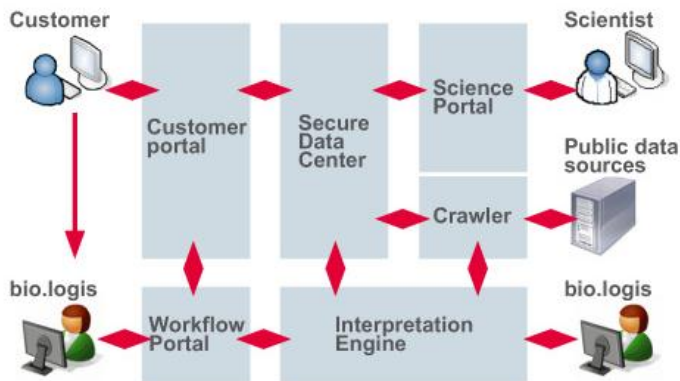 Customer
Scientist
Customer
portal
Secure
Data
Center
Science
Portal
Public data
sources
Crawler
bio.logis
Workflow
Portal
Interpretation
Engine
bio.logis